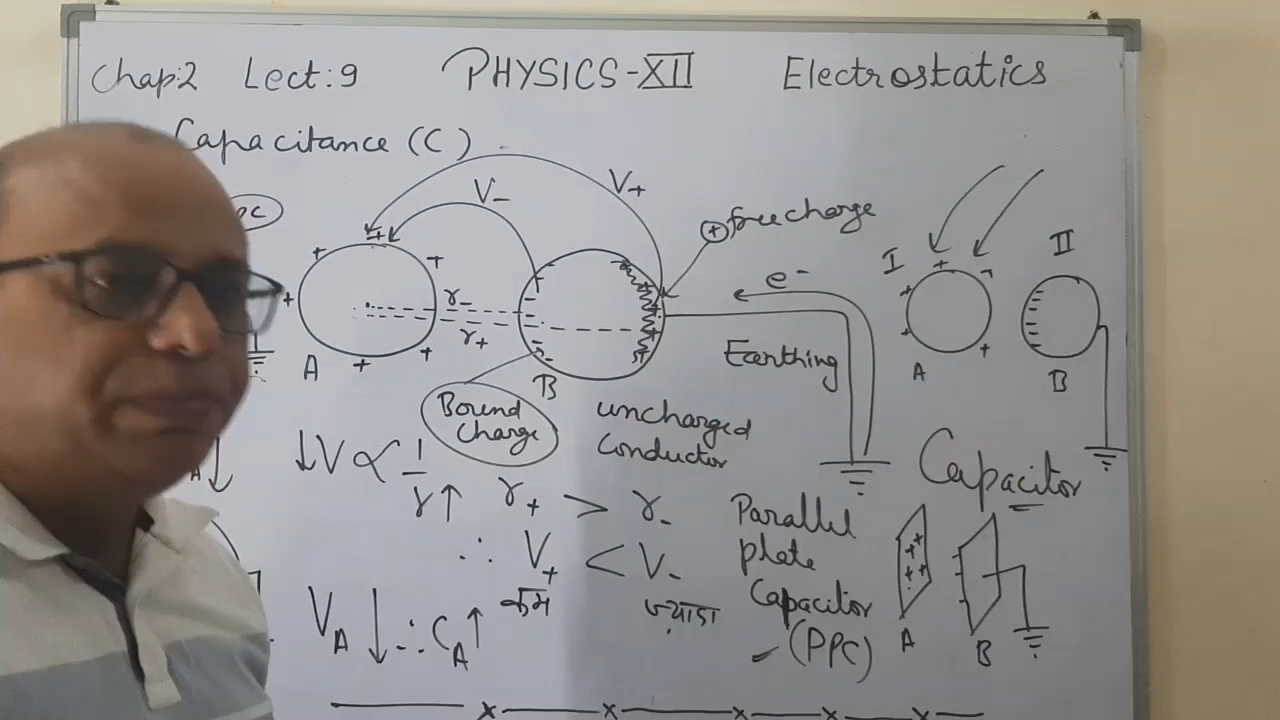 Chap:2 Lect:9 PHYSICS-XII Electrostatics
Capacitance (C)
V- V+
+ free charge
e-
I II
r-
r+
Earthing
A B
A B
Bound
Charge
uncharged
Conductor
Capacitor
↓V ∝ 1/r↑
r+ > r-
∴ V+ < V-
कम ज्यादा
VA↓ ∴ CA↑
A↓
Parallel
plate
Capacitor
(PPC)
A B